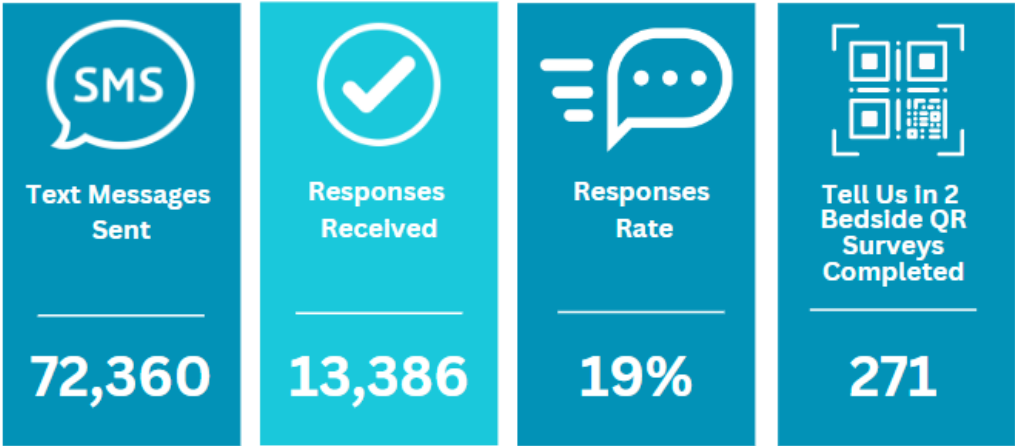 SMS
Text Messages
Sent
72,360
Responses
Received
13,386
Responses
Rate
19%
Tell Us in 2
Bedside QR
Surveys
Completed
271